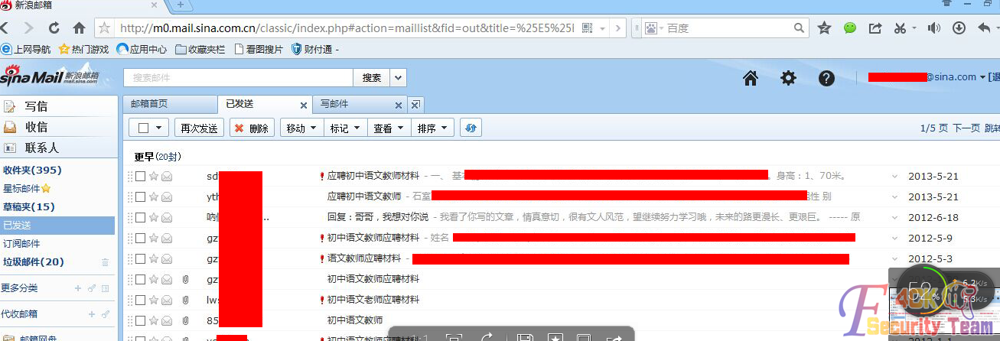 新浪邮箱
http://m0.mail.sina.com.cn/classic/index.php#action=maillist&fid=out&title=%25E5%25I
百度
上网导航 热门游戏 应用中心 收藏夹栏 看图搜片 财付通 -
sina Mail 新浪邮箱 mail.sina.com
搜索邮件 搜索
@sina.com [退
写信
收信
联系人
收件夹(395)
星标邮件
草稿夹(15)
已发送
订阅邮件
垃圾邮件(20)
更多分类
代收邮箱
邮箱网盘
邮箱首页 已发送 写邮件
再次发送 删除 移动 标记 查看 排序
1/5 页 下一页 跳转
更早(20封)
sd 应聘初中语文教师材料 - 一、 基本 。身高：1、70米。 2013-5-21
yth 应聘初中语文教师 - 石室 男性 别 2013-5-21
呐 ... 回复：哥哥，我想对你说 - 我看了你写的文章，情真意切，很有文人风范，望继续努力学习哦，未来的路更漫长、更艰巨。 ----- 原 2012-6-18
gz 初中语文教师应聘材料 - 姓名 2012-5-9
gz 语文教师应聘材料 - 2012-5-3
gz 初中语文教师应聘材料
lws 初中语文老师应聘材料
85 初中语文教师
初中语文教师应聘材料
52%
6.2K/s
5.3K/s
F4ck
Security Team